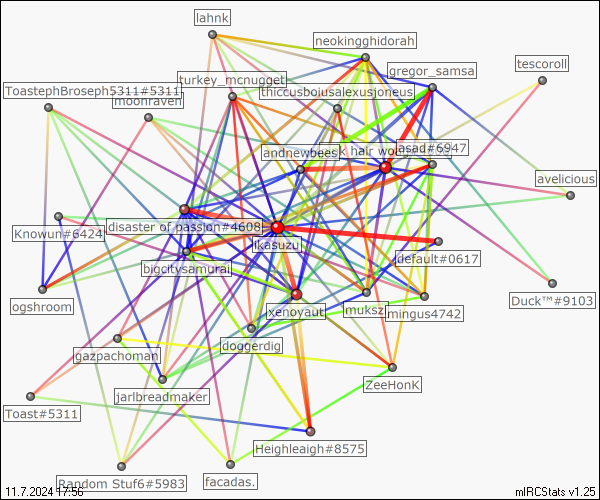 lahnk
neokingghidorah
gregor_samsa
tescoroll
turkey_mcnugget
ToastephBroseph5311#5311
thiccusboiusalexusjoneus
moonraven
asad#6947
andnewbees
k hair wo
avelicious
disaster of passion#4608
Knowun#6424
ikasuzu
default#0617
bigcitysamurai
ogshroom
Duck™#9103
xenoyaut
muksz
mingus4742
doggerdig
gazpachoman
ZeeHonK
jarlbreadmaker
Toast#5311
Heighleaigh#8575
Random Stuf6#5983
facadas.
11.7.2024 17:56
mIRCStats v1.25